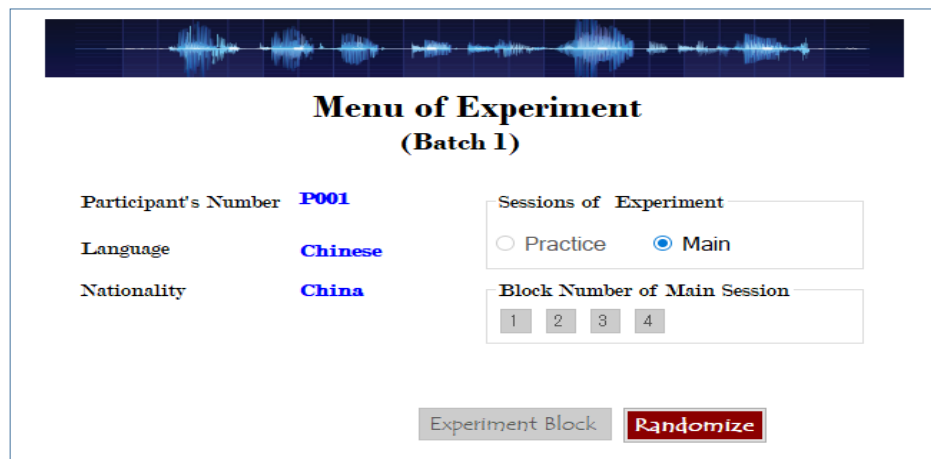 Menu of Experiment
(Batch 1)
Participant's Number P001
Language Chinese
Nationality China
Sessions of Experiment
Practice Main
Block Number of Main Session
1 2 3 4
Experiment Block Randomize